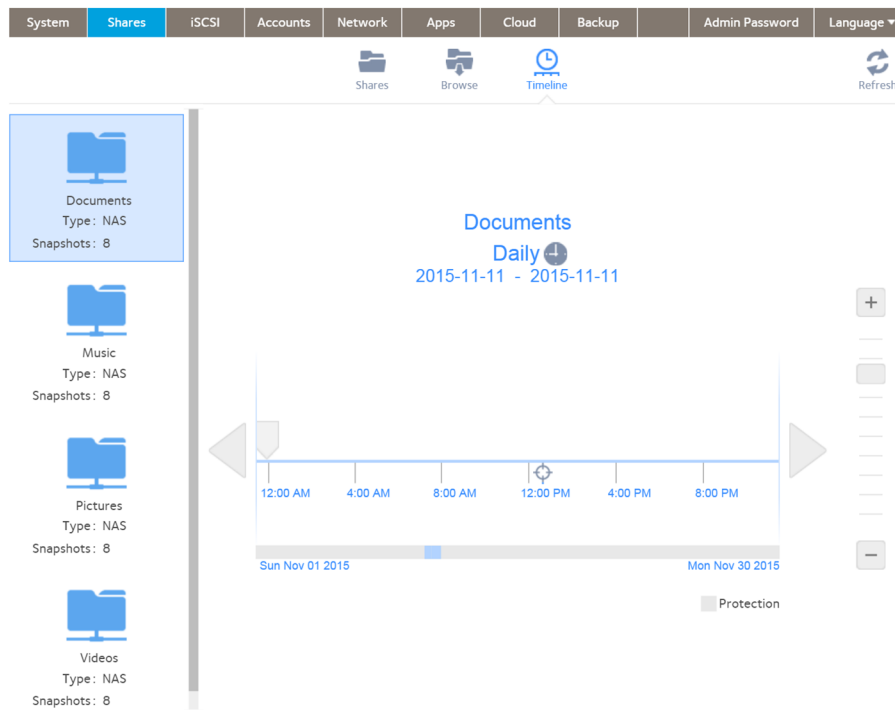 System Shares iSCSI Accounts Network Apps Cloud Backup Admin Password Language
Shares Browse Timeline Refresh
Documents
Type: NAS
Snapshots: 8
Music
Type: NAS
Snapshots: 8
Pictures
Type: NAS
Snapshots: 8
Videos
Type: NAS
Snapshots: 8
Documents
Daily
2015-11-11 - 2015-11-11
12:00 AM 4:00 AM 8:00 AM 12:00 PM 4:00 PM 8:00 PM
Sun Nov 01 2015 Mon Nov 30 2015
Protection